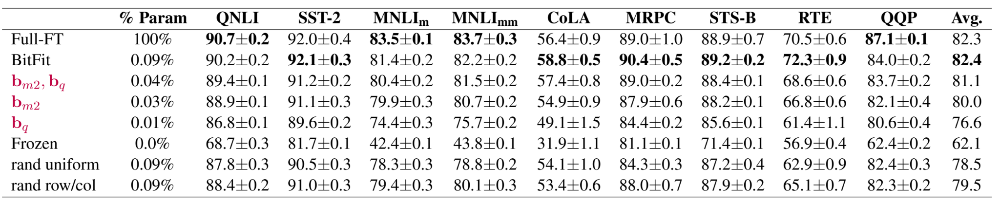 % Param QNLI SST-2 MNLIm MNLImm CoLA MRPC STS-B RTE QQP Avg.
Full-FT 100% 90.7±0.2 92.0±0.4 83.5±0.1 83.7±0.3 56.4±0.9 89.0±1.0 88.9±0.7 70.5±0.6 87.1±0.1 82.3
BitFit 0.09% 90.2±0.2 92.1±0.3 81.4±0.2 82.2±0.2 58.8±0.5 90.4±0.5 89.2±0.2 72.3±0.9 84.0±0.2 82.4
bm2, bq 0.04% 89.4±0.1 91.2±0.2 80.4±0.2 81.5±0.2 57.4±0.8 89.0±0.2 88.4±0.1 68.6±0.6 83.7±0.2 81.1
bm2 0.03% 88.9±0.1 91.1±0.3 79.9±0.3 80.7±0.2 54.9±0.9 87.9±0.6 88.2±0.1 66.8±0.6 82.1±0.4 80.0
bq 0.01% 86.8±0.1 89.6±0.2 74.4±0.3 75.7±0.2 49.1±1.5 84.4±0.2 85.6±0.1 61.4±1.1 80.6±0.4 76.6
Frozen 0.0% 68.7±0.3 81.7±0.1 42.4±0.1 43.8±0.1 31.9±1.1 81.1±0.1 71.4±0.1 56.9±0.4 62.4±0.2 62.1
rand uniform 0.09% 87.8±0.3 90.5±0.3 78.3±0.3 78.8±0.2 54.1±1.0 84.3±0.3 87.2±0.4 62.9±0.9 82.4±0.3 78.5
rand row/col 0.09% 88.4±0.2 91.0±0.3 79.4±0.3 80.1±0.3 53.4±0.6 88.0±0.7 87.9±0.2 65.1±0.7 82.3±0.2 79.5